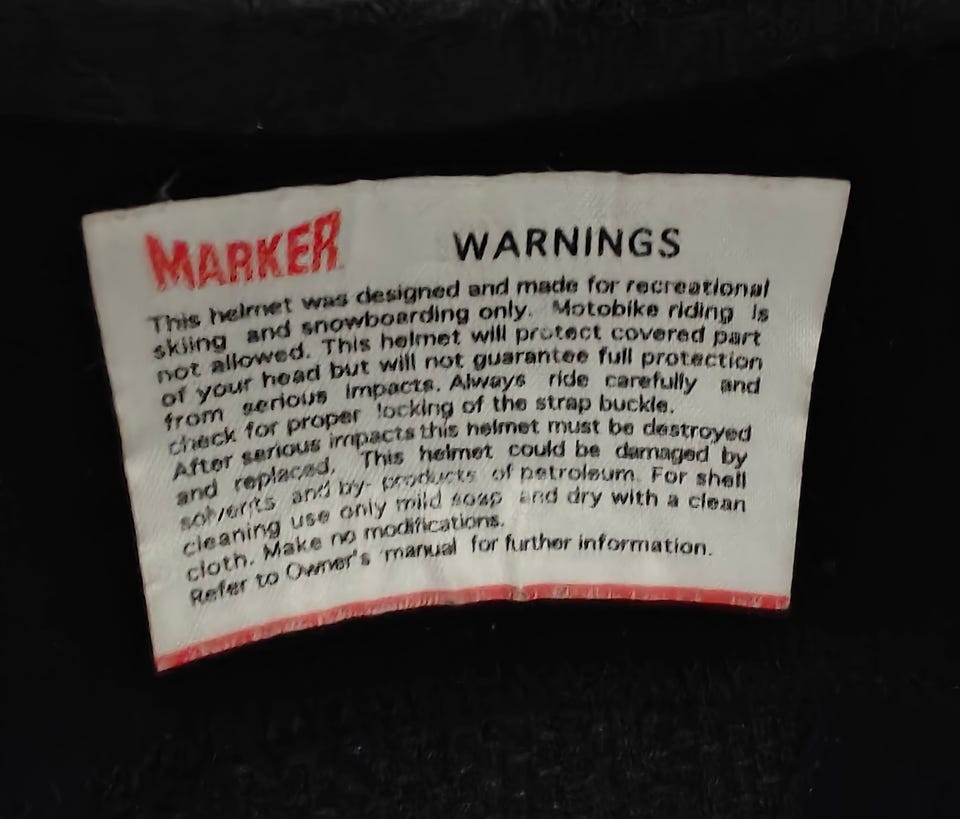 MARKER WARNINGS
This helmet was designed and made for recreational
skiing and snowboarding only. Motobike riding is
not allowed. This helmet will protect covered part
of your head but will not guarantee full protection
from serious impacts. Always ride carefully and
check for proper locking of the strap buckle.
After serious impacts this helmet must be destroyed
and replaced. This helmet could be damaged by
solvents and by-products of petroleum. For shell
cleaning use only mild soap and dry with a clean
cloth. Make no modifications.
Refer to Owner's manual for further information.